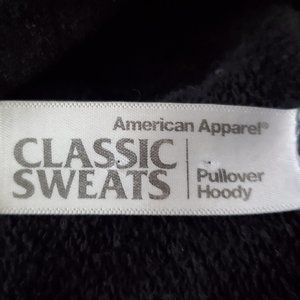 American Apparel®
CLASSIC
SWEATS
Pullover
Hoody